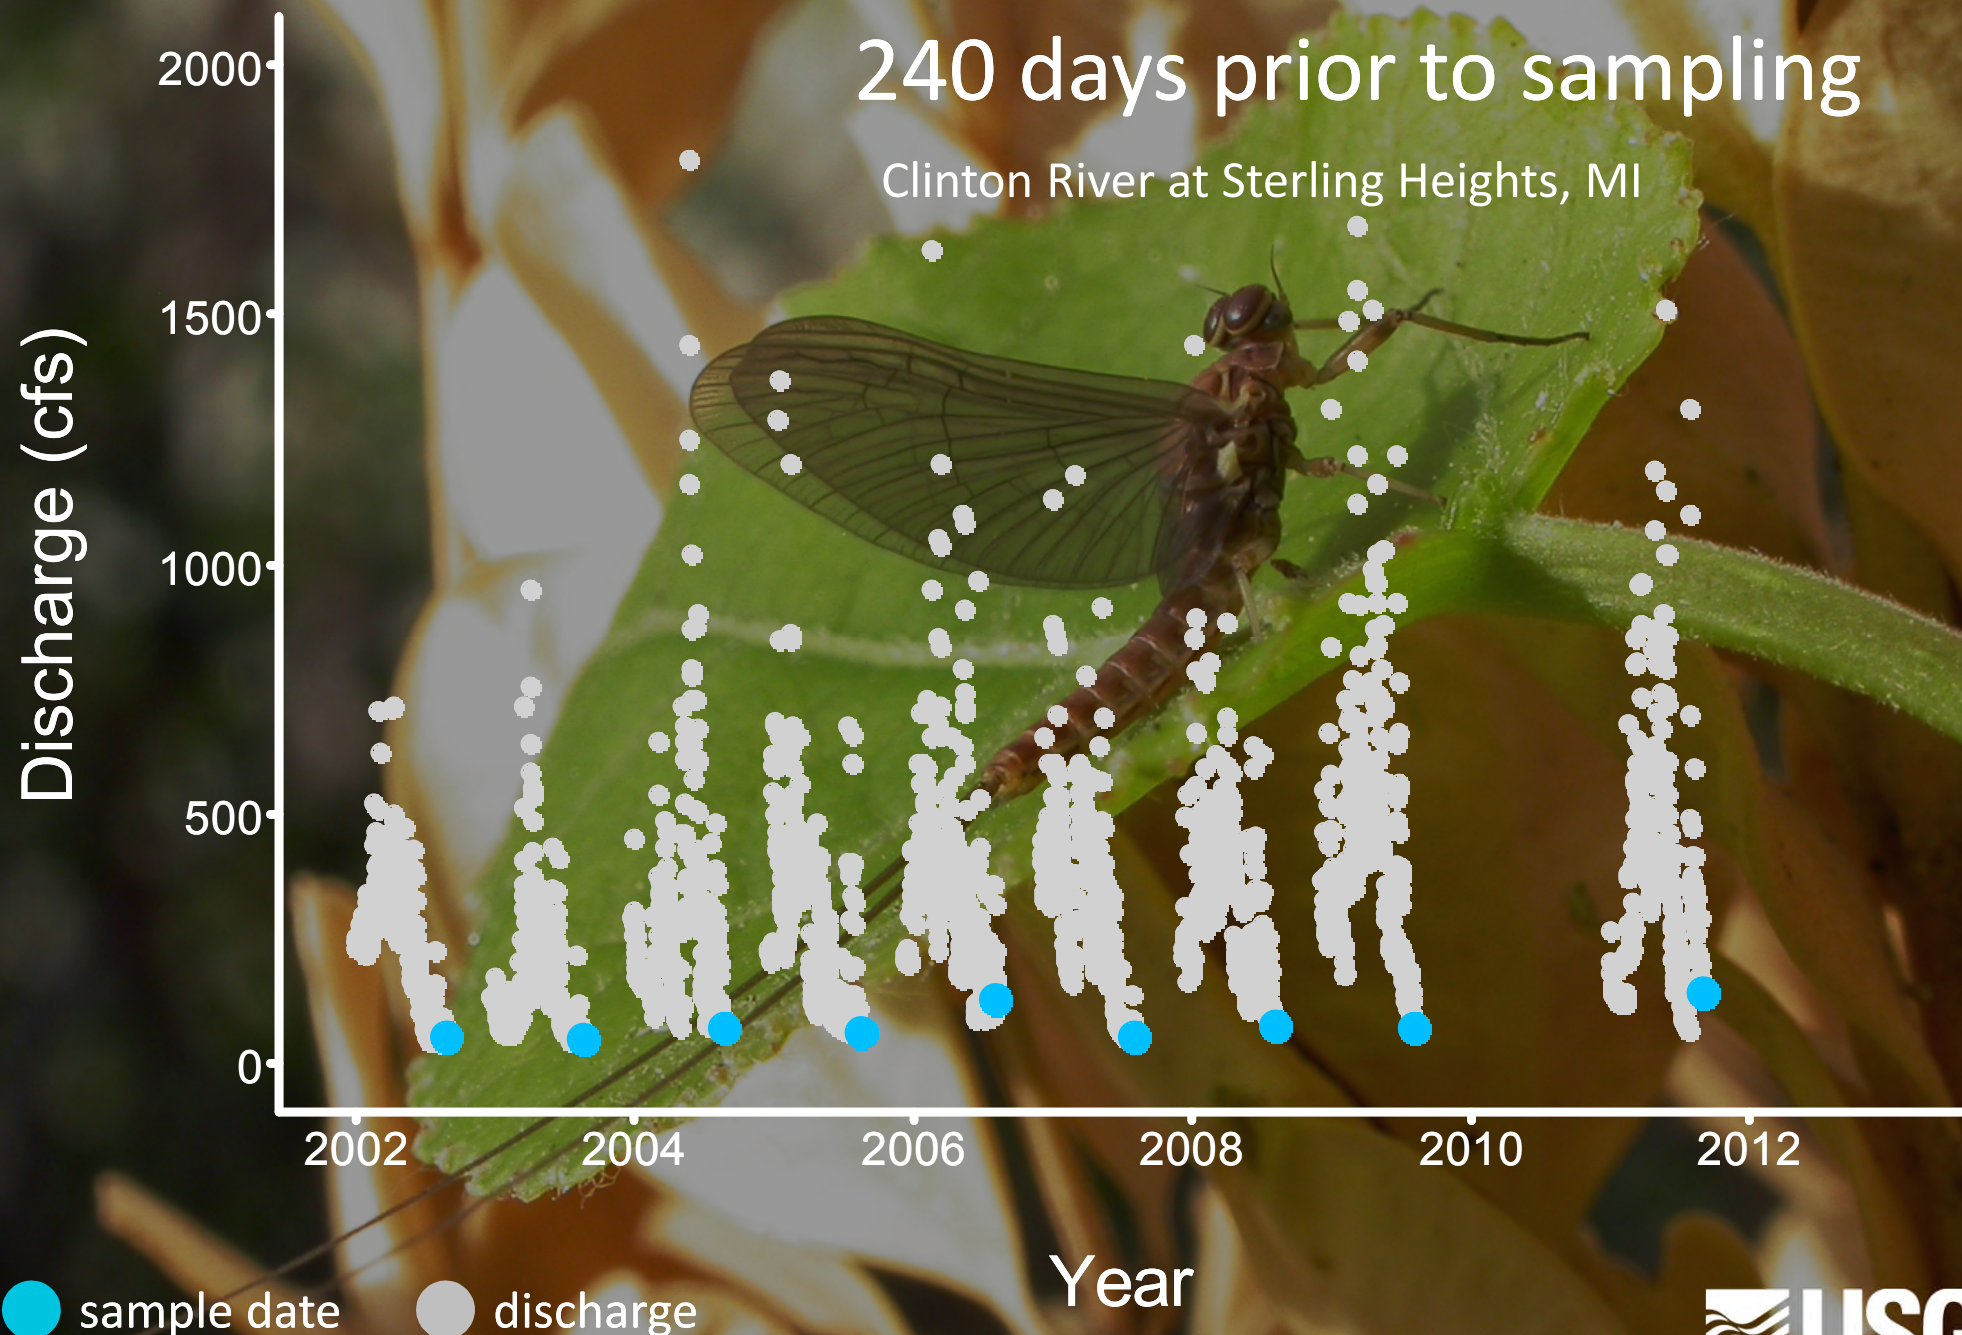 240 days prior to sampling
Clinton River at Sterling Heights, MI
Discharge (cfs)
2000
1500
1000
500
0
2002 2004 2006 2008 2010 2012
Year
sample date discharge